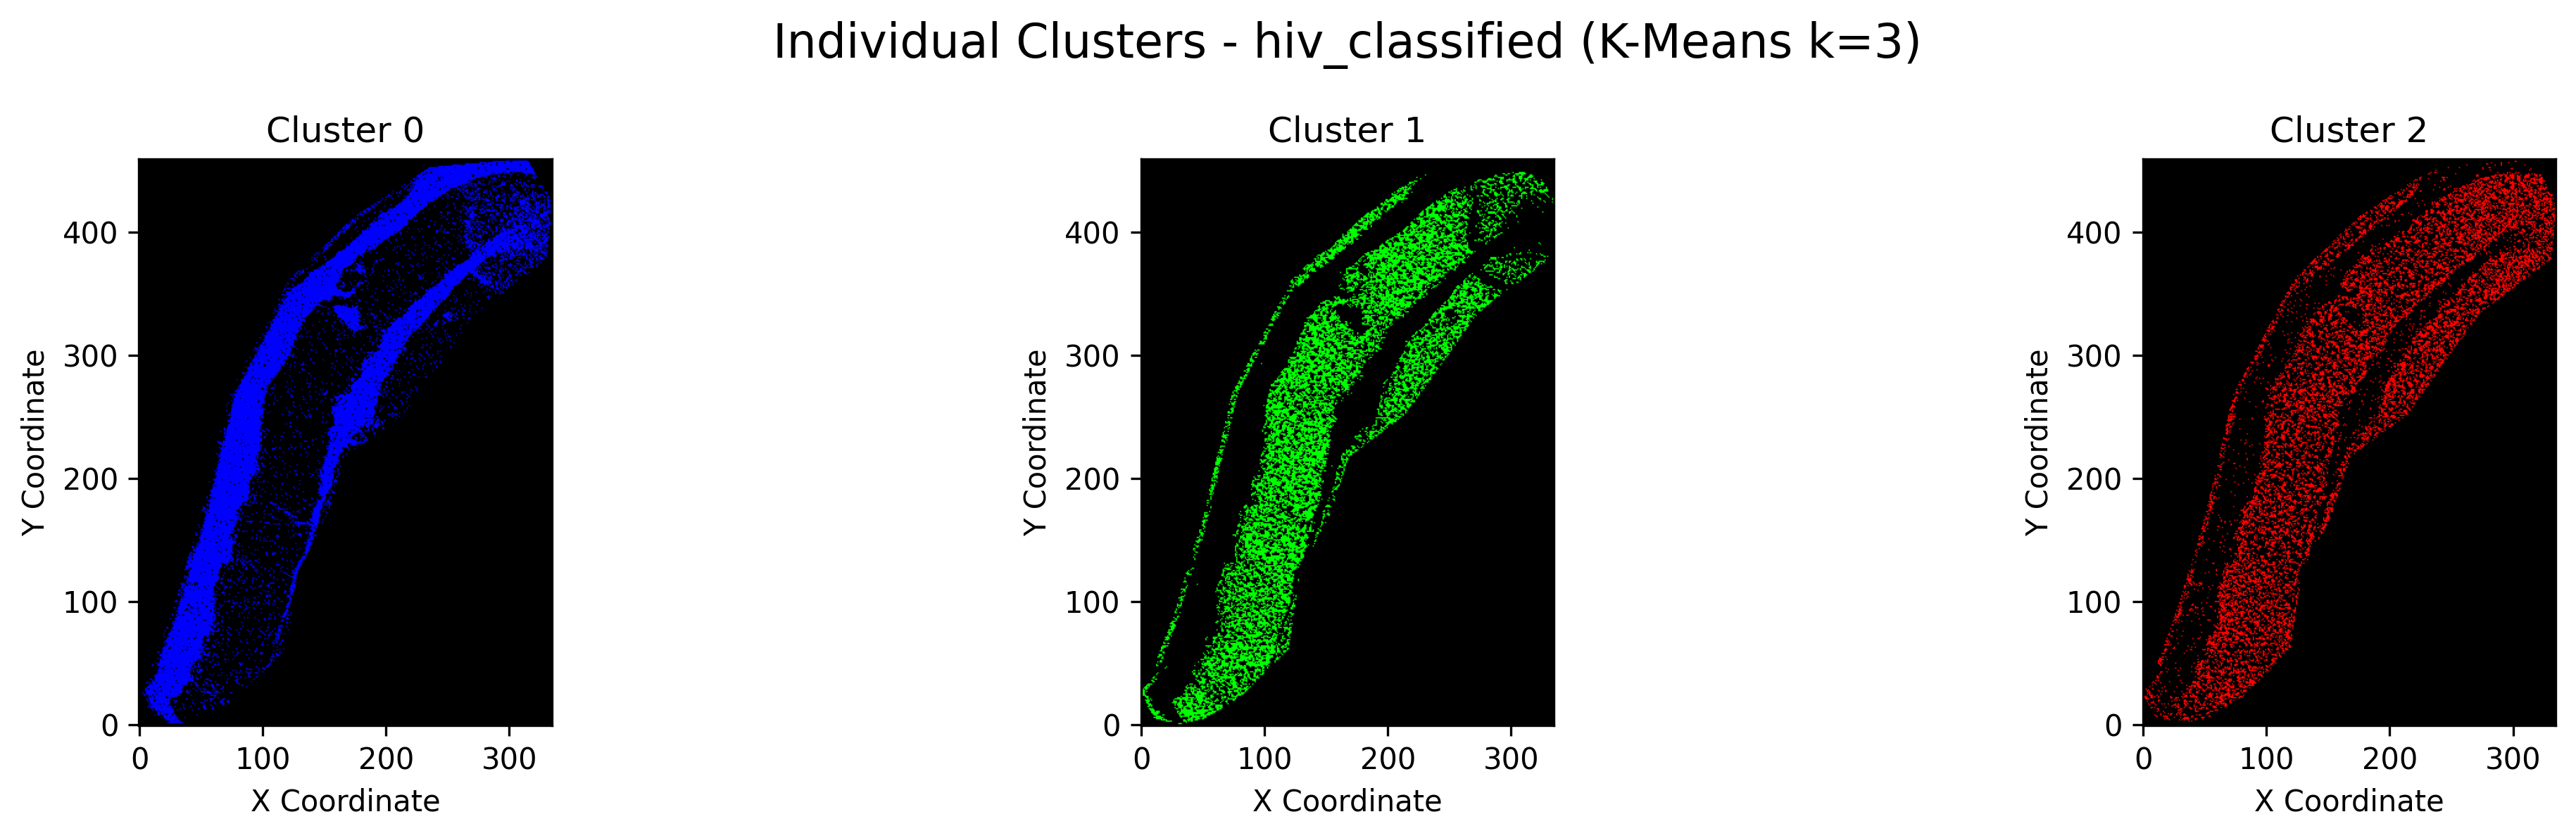 Individual Clusters - hiv_classified (K-Means k=3)
Cluster 0
Y Coordinate
400
300
200
100
0
0 100 200 300
X Coordinate
Cluster 1
Y Coordinate
400
300
200
100
0
0 100 200 300
X Coordinate
Cluster 2
Y Coordinate
400
300
200
100
0
0 100 200 300
X Coordinate